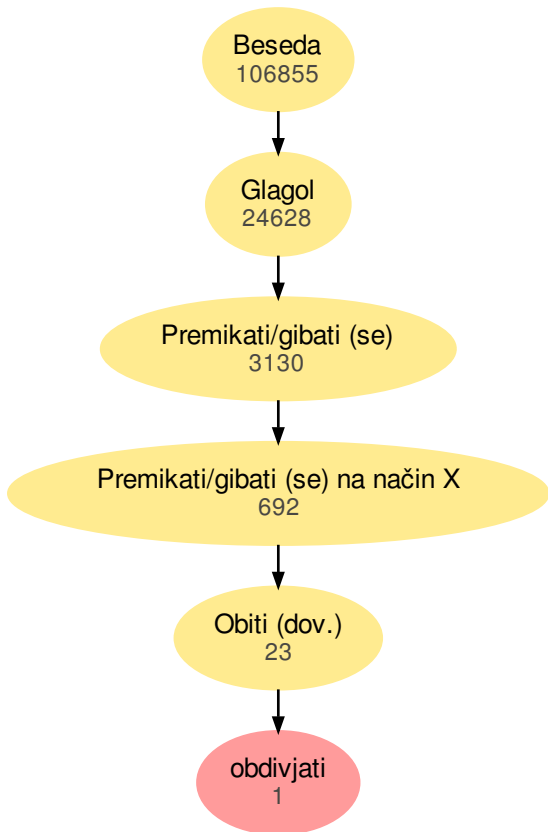 Beseda
106855
Glagol
24628
Premikati/gibati (se)
3130
Premikati/gibati (se) na način X
692
Obiti (dov.)
23
obdivjati
1